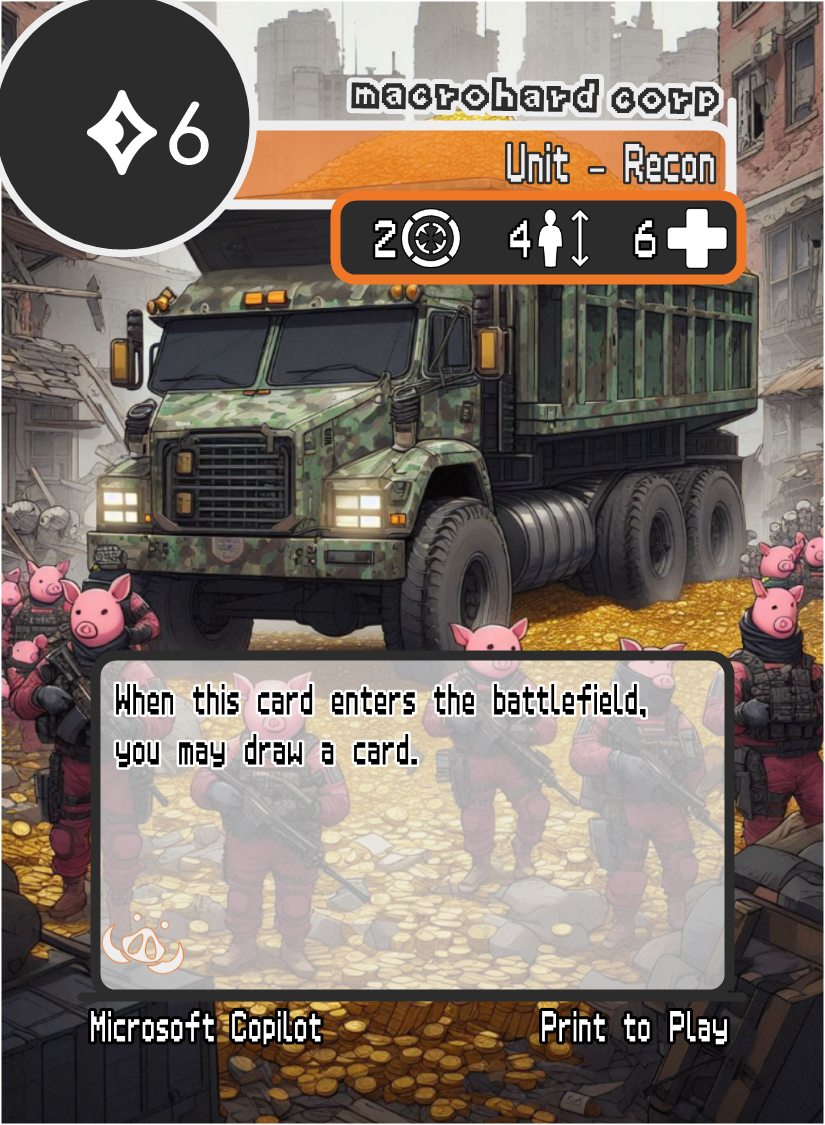 6
macrohard corp
Unit - Recon
2 4 6
When this card enters the battlefield,
you may draw a card.
Microsoft Copilot
Print to Play